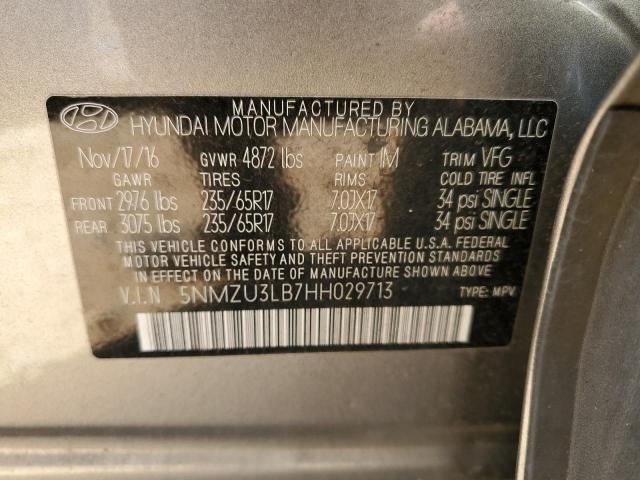 MANUFACTURED BY
HYUNDAI MOTOR MANUFACTURING ALABAMA, LLC
Nov/17/16 GVWR 4872 lbs PAINT IM TRIM VFG
GAWR TIRES RIMS COLD TIRE INFL
FRONT 2976 lbs 235/65R17 7.0JX17 34 psi SINGLE
REAR 3075 lbs 235/65R17 7.0JX17 34 psi SINGLE
THIS VEHICLE CONFORMS TO ALL APPLICABLE U.S.A. FEDERAL
MOTOR VEHICLE SAFETY AND THEFT PREVENTION STANDARDS
IN EFFECT ON THE DATE OF MANUFACTURE SHOWN ABOVE.
V.I.N 5NMZU3LB7HH029713 TYPE: MPV